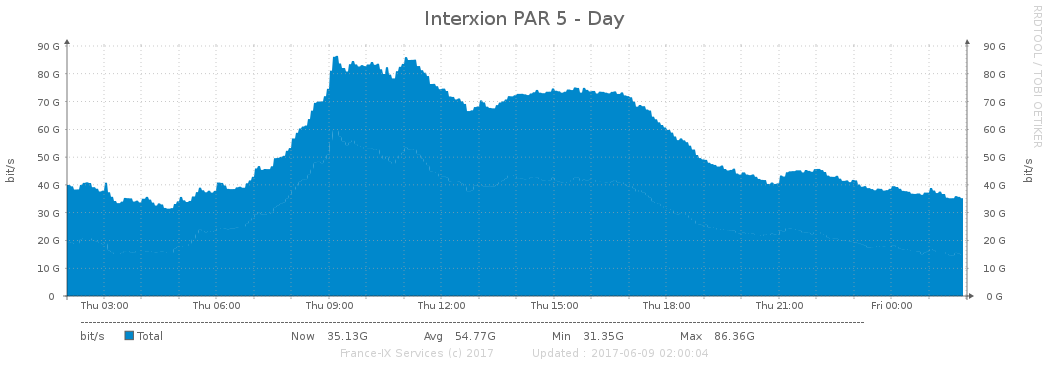 Interxion PAR 5 - Day
RRDTOOL / TOBI OETIKER
bit/s
90 G 90 G
80 G 80 G
70 G 70 G
60 G 60 G
50 G 50 G
40 G 40 G
30 G 30 G
20 G 20 G
10 G 10 G
0 0 G
bit/s
Thu 03:00 Thu 06:00 Thu 09:00 Thu 12:00 Thu 15:00 Thu 18:00 Thu 21:00 Fri 00:00
bit/s Total Now 35.13G Avg 54.77G Min 31.35G Max 86.36G
France-IX Services (c) 2017 Updated : 2017-06-09 02:00:04